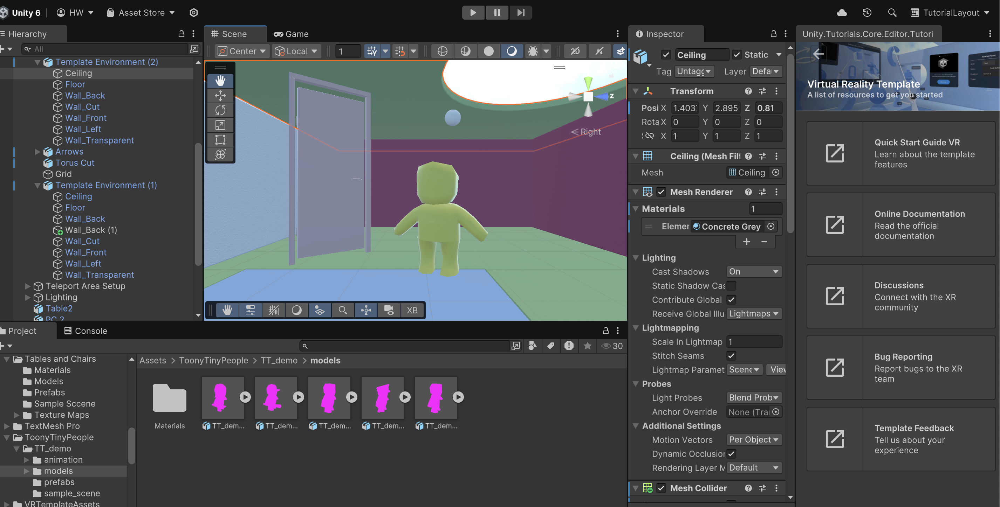 Unity 6
HW
Asset Store
TutorialLayout
Hierarchy
All
Template Environment (2)
Ceiling
Floor
Wall_Back
Wall_Cut
Wall_Front
Wall_Left
Wall_Transparent
Arrows
Torus Cut
Grid
Template Environment (1)
Ceiling
Floor
Wall_Back
Wall_Back (1)
Wall_Cut
Wall_Front
Wall_Left
Wall_Transparent
Teleport Area Setup
Lighting
Table2
PC 2
Scene
Game
Center
Local
1
2D
z
Right
XB
Inspector
Ceiling
Static
Tag
Untagg
Layer
Defa
Transform
Posi X 1.403 Y 2.895 Z 0.81
Rota X 0 Y 0 Z 0
X 1 Y 1 Z 1
Ceiling (Mesh Filt
Mesh
Ceiling
Mesh Renderer
Materials
1
Elemen
Concrete Grey
+ −
Lighting
Cast Shadows
On
Static Shadow Cas
Contribute Global
Receive Global Illu
Lightmaps
Lightmapping
Scale In Lightmap
1
Stitch Seams
Lightmap Paramet
Scene
View
Probes
Light Probes
Blend Prob
Anchor Override
None (Tra
Additional Settings
Motion Vectors
Per Object
Dynamic Occlusion
Rendering Layer M
Default
Mesh Collider
Unity.Tutorials.Core.Editor.Tutori
Virtual Reality Template
A list of resources to get you started
Quick Start Guide VR
Learn about the template
features
Online Documentation
Read the official
documentation
Discussions
Connect with the XR
community
Bug Reporting
Report bugs to the XR
team
Template Feedback
Tell us about your
experience
Project
Console
30
Tables and Chairs
Materials
Models
Prefabs
Sample Sccene
Texture Maps
TextMesh Pro
ToonyTinyPeople
TT_demo
animation
models
prefabs
sample_scene
VRTemplateAssets
Assets > ToonyTinyPeople > TT_demo > models
Materials
TT_dem...
TT_dem...
TT_dem...
TT_dem...
TT_dem...